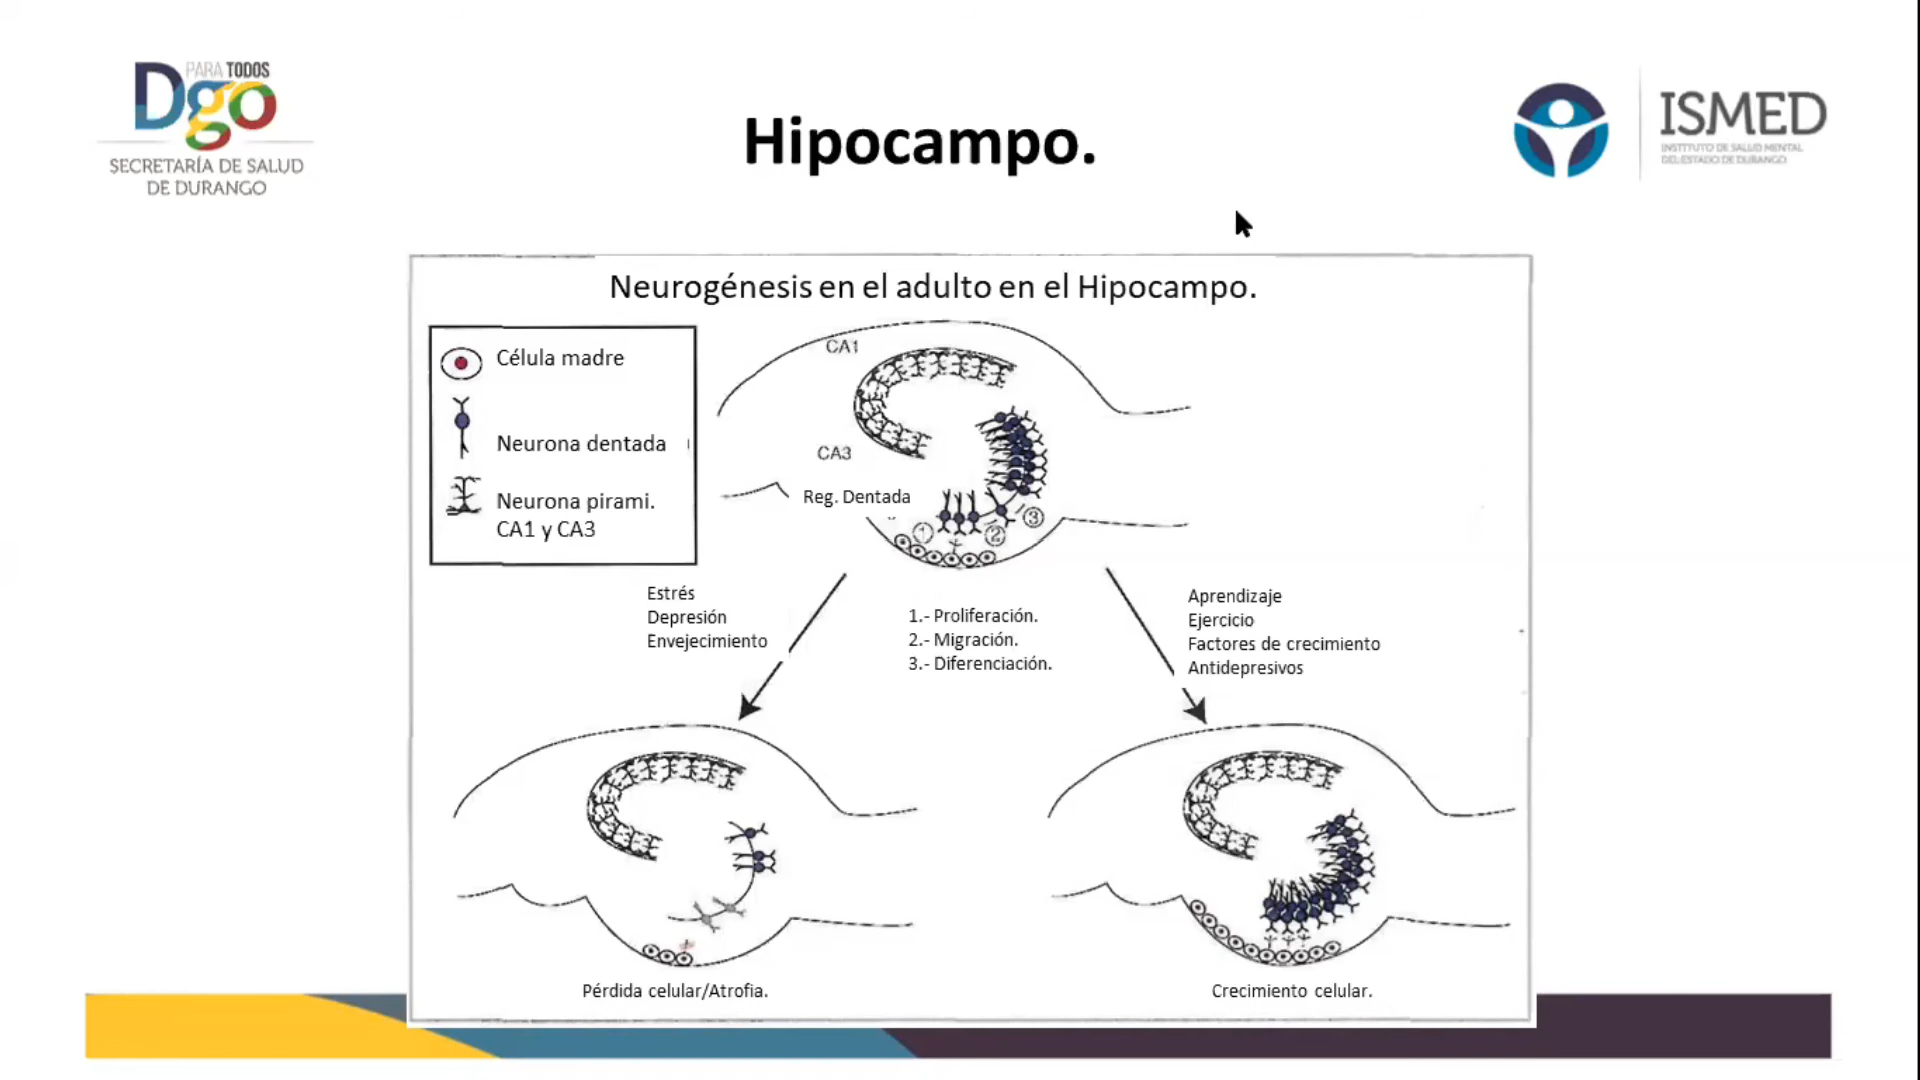 PARA TODOS
Dgo
SECRETARÍA DE SALUD
DE DURANGO
Hipocampo.
ISMED
INSTITUTO DE SALUD MENTAL
DEL ESTADO DE DURANGO
Neurogénesis en el adulto en el Hipocampo.
Célula madre
Neurona dentada
Neurona pirami.
CA1 y CA3
CA1
CA3
Reg. Dentada
1
2
3
Estrés
Depresión
Envejecimiento
1.- Proliferación.
2.- Migración.
3.- Diferenciación.
Aprendizaje
Ejercicio
Factores de crecimiento
Antidepresivos
Pérdida celular/Atrofia.
Crecimiento celular.